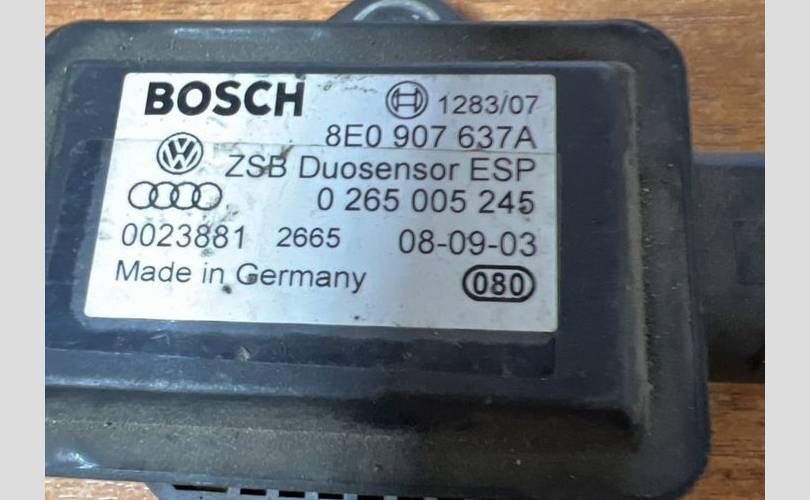 BOSCH 1283/07
8E0 907 637A
ZSB Duosensor ESP
0 265 005 245
0023881 2665 08-09-03
Made in Germany 080